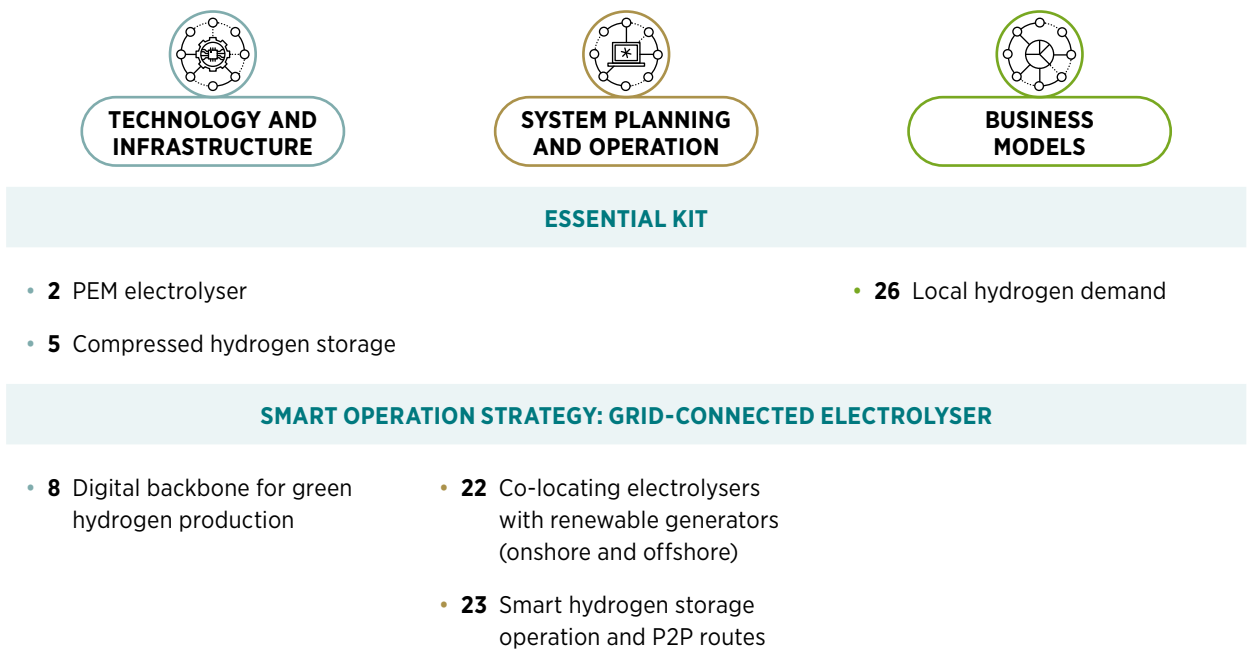 TECHNOLOGY AND
INFRASTRUCTURE
SYSTEM PLANNING
AND OPERATION
BUSINESS
MODELS
ESSENTIAL KIT
• 2 PEM electrolyser
• 5 Compressed hydrogen storage
• 26 Local hydrogen demand
SMART OPERATION STRATEGY: GRID-CONNECTED ELECTROLYSER
• 8 Digital backbone for green
hydrogen production
• 22 Co-locating electrolysers
with renewable generators
(onshore and offshore)
• 23 Smart hydrogen storage
operation and P2P routes